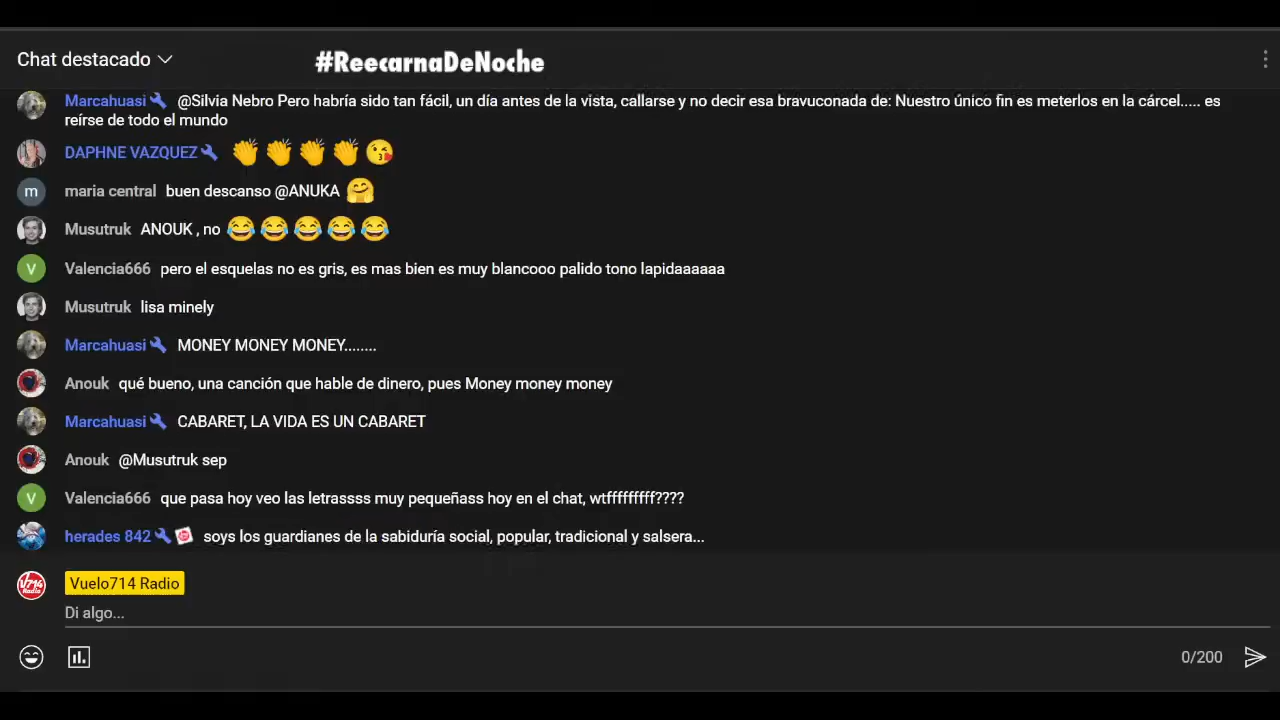 Chat destacado
#ReecarnaDeNoche
Marcahuasi @Silvia Nebro Pero habría sido tan fácil, un día antes de la vista, callarse y no decir esa bravuconada de: Nuestro único fin es meterlos en la cárcel..... es
reírse de todo el mundo
DAPHNE VAZQUEZ 👏👏👏👏😘
m maria central buen descanso @ANUKA 🤗
Musutruk ANOUK , no 😂😂😂😂😂
V Valencia666 pero el esquelas no es gris, es mas bien es muy blancooo palido tono lapidaaaaaa
Musutruk lisa minely
Marcahuasi MONEY MONEY MONEY........
Anouk qué bueno, una canción que hable de dinero, pues Money money money
Marcahuasi CABARET, LA VIDA ES UN CABARET
Anouk @Musutruk sep
V Valencia666 que pasa hoy veo las letrassss muy pequeñass hoy en el chat, wtfffffffff????
herades 842 soys los guardianes de la sabiduría social, popular, tradicional y salsera...
V714 Radio Vuelo714 Radio
Di algo...
0/200